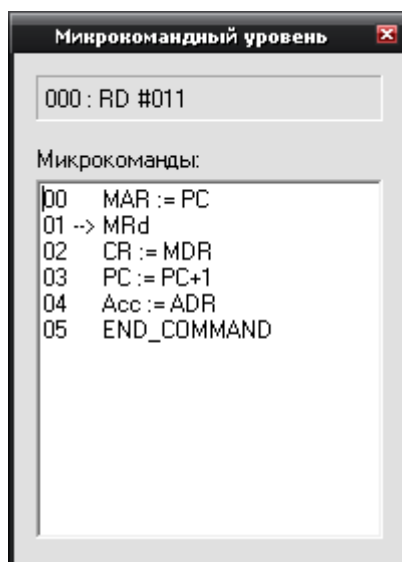 Микрокомандный уровень
000 : RD #011
Микрокоманды:
00 MAR := PC
01 --> MRd
02 CR := MDR
03 PC := PC+1
04 Acc := ADR
05 END_COMMAND